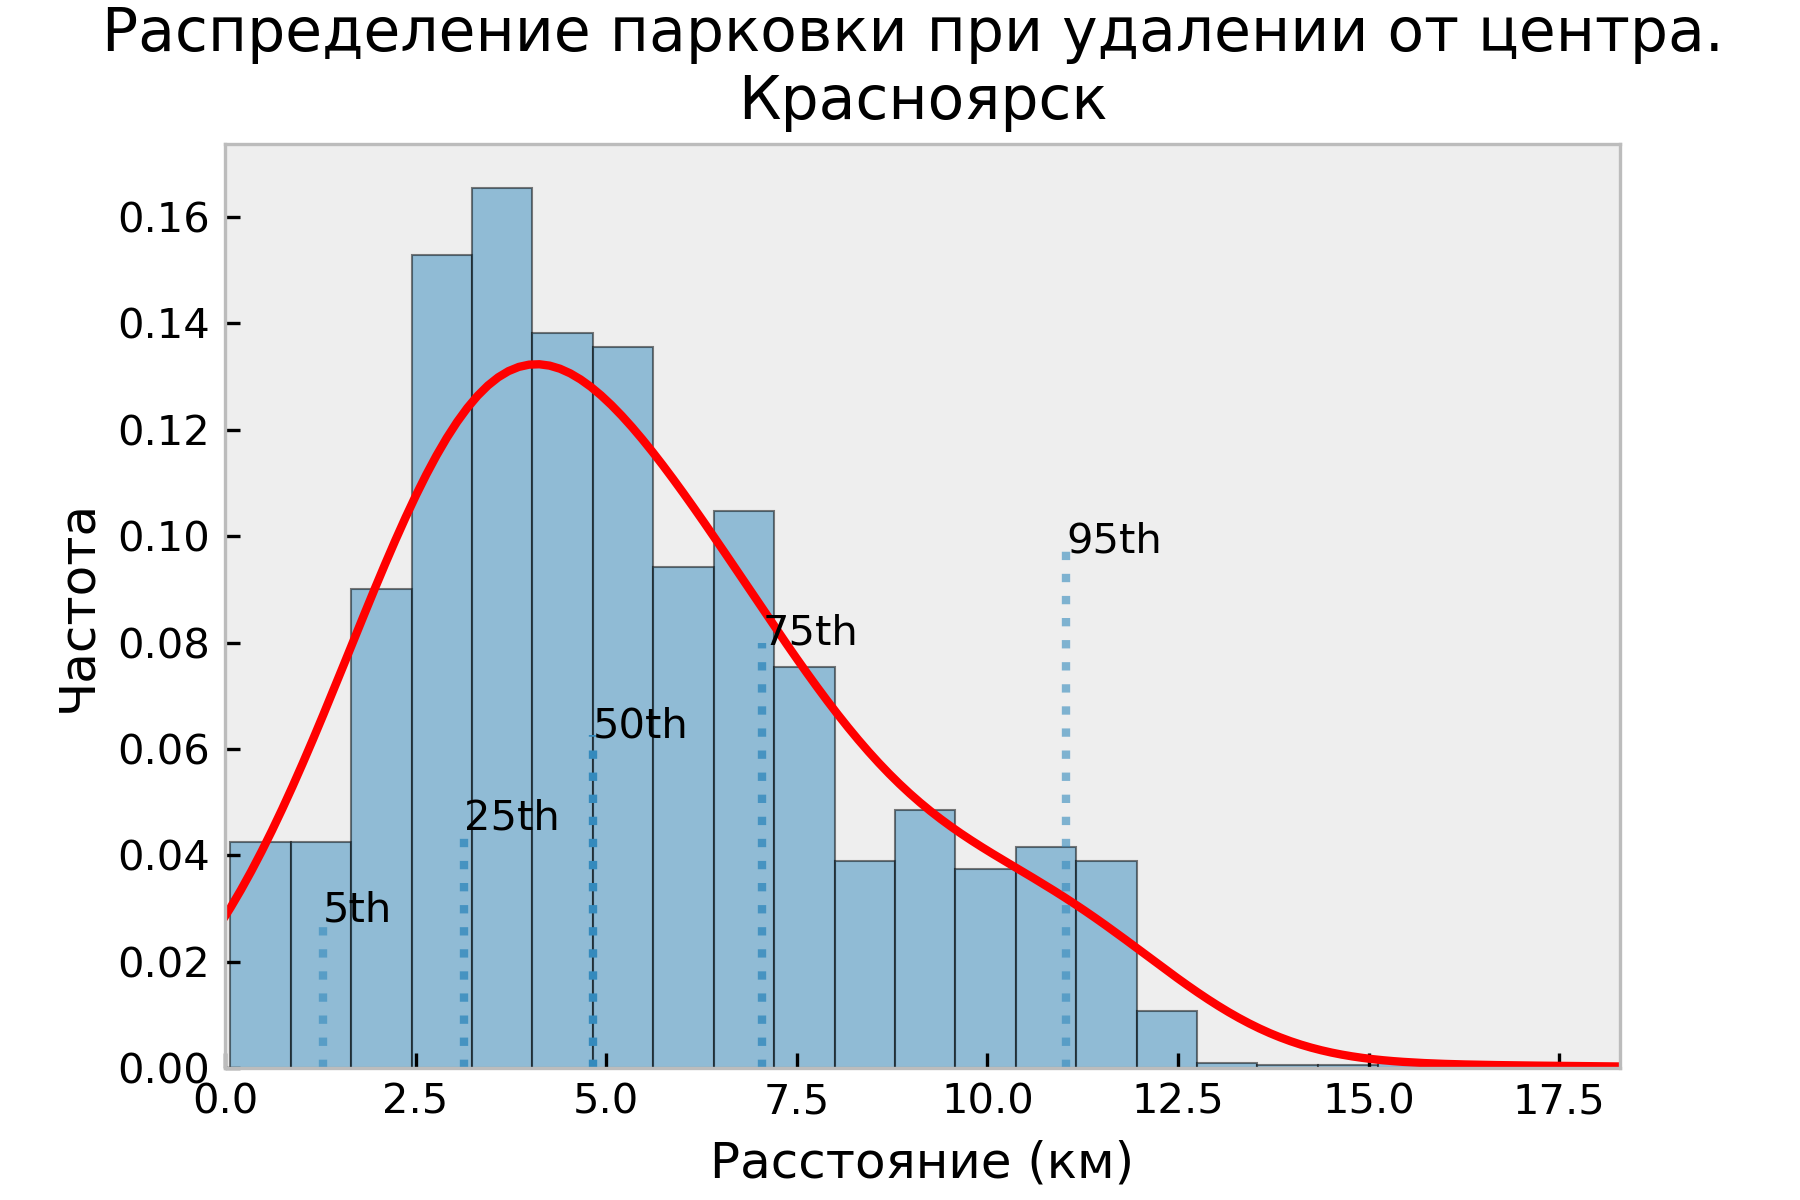 Распределение парковки при удалении от центра.
Красноярск
Частота
0.16
0.14
0.12
0.10
0.08
0.06
0.04
0.02
0.00
95th
75th
50th
25th
5th
0.0 2.5 5.0 7.5 10.0 12.5 15.0 17.5
Расстояние (км)